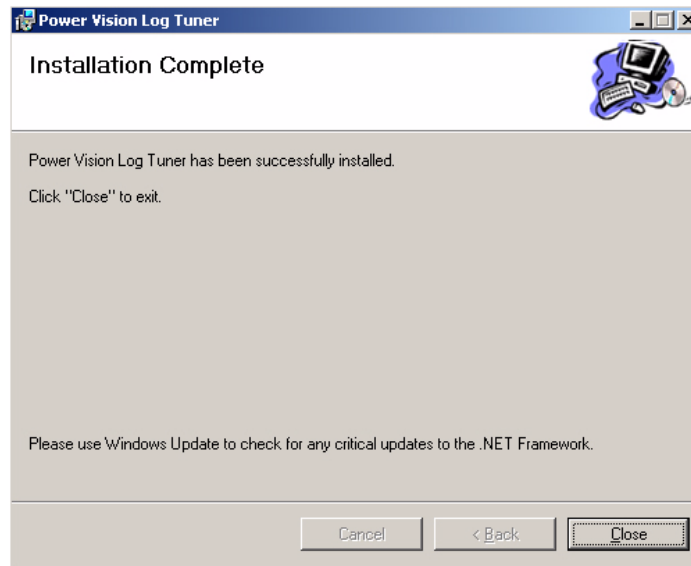 Power Vision Log Tuner
Installation Complete
Power Vision Log Tuner has been successfully installed.
Click "Close" to exit.
Please use Windows Update to check for any critical updates to the .NET Framework.
Cancel
< Back
Close